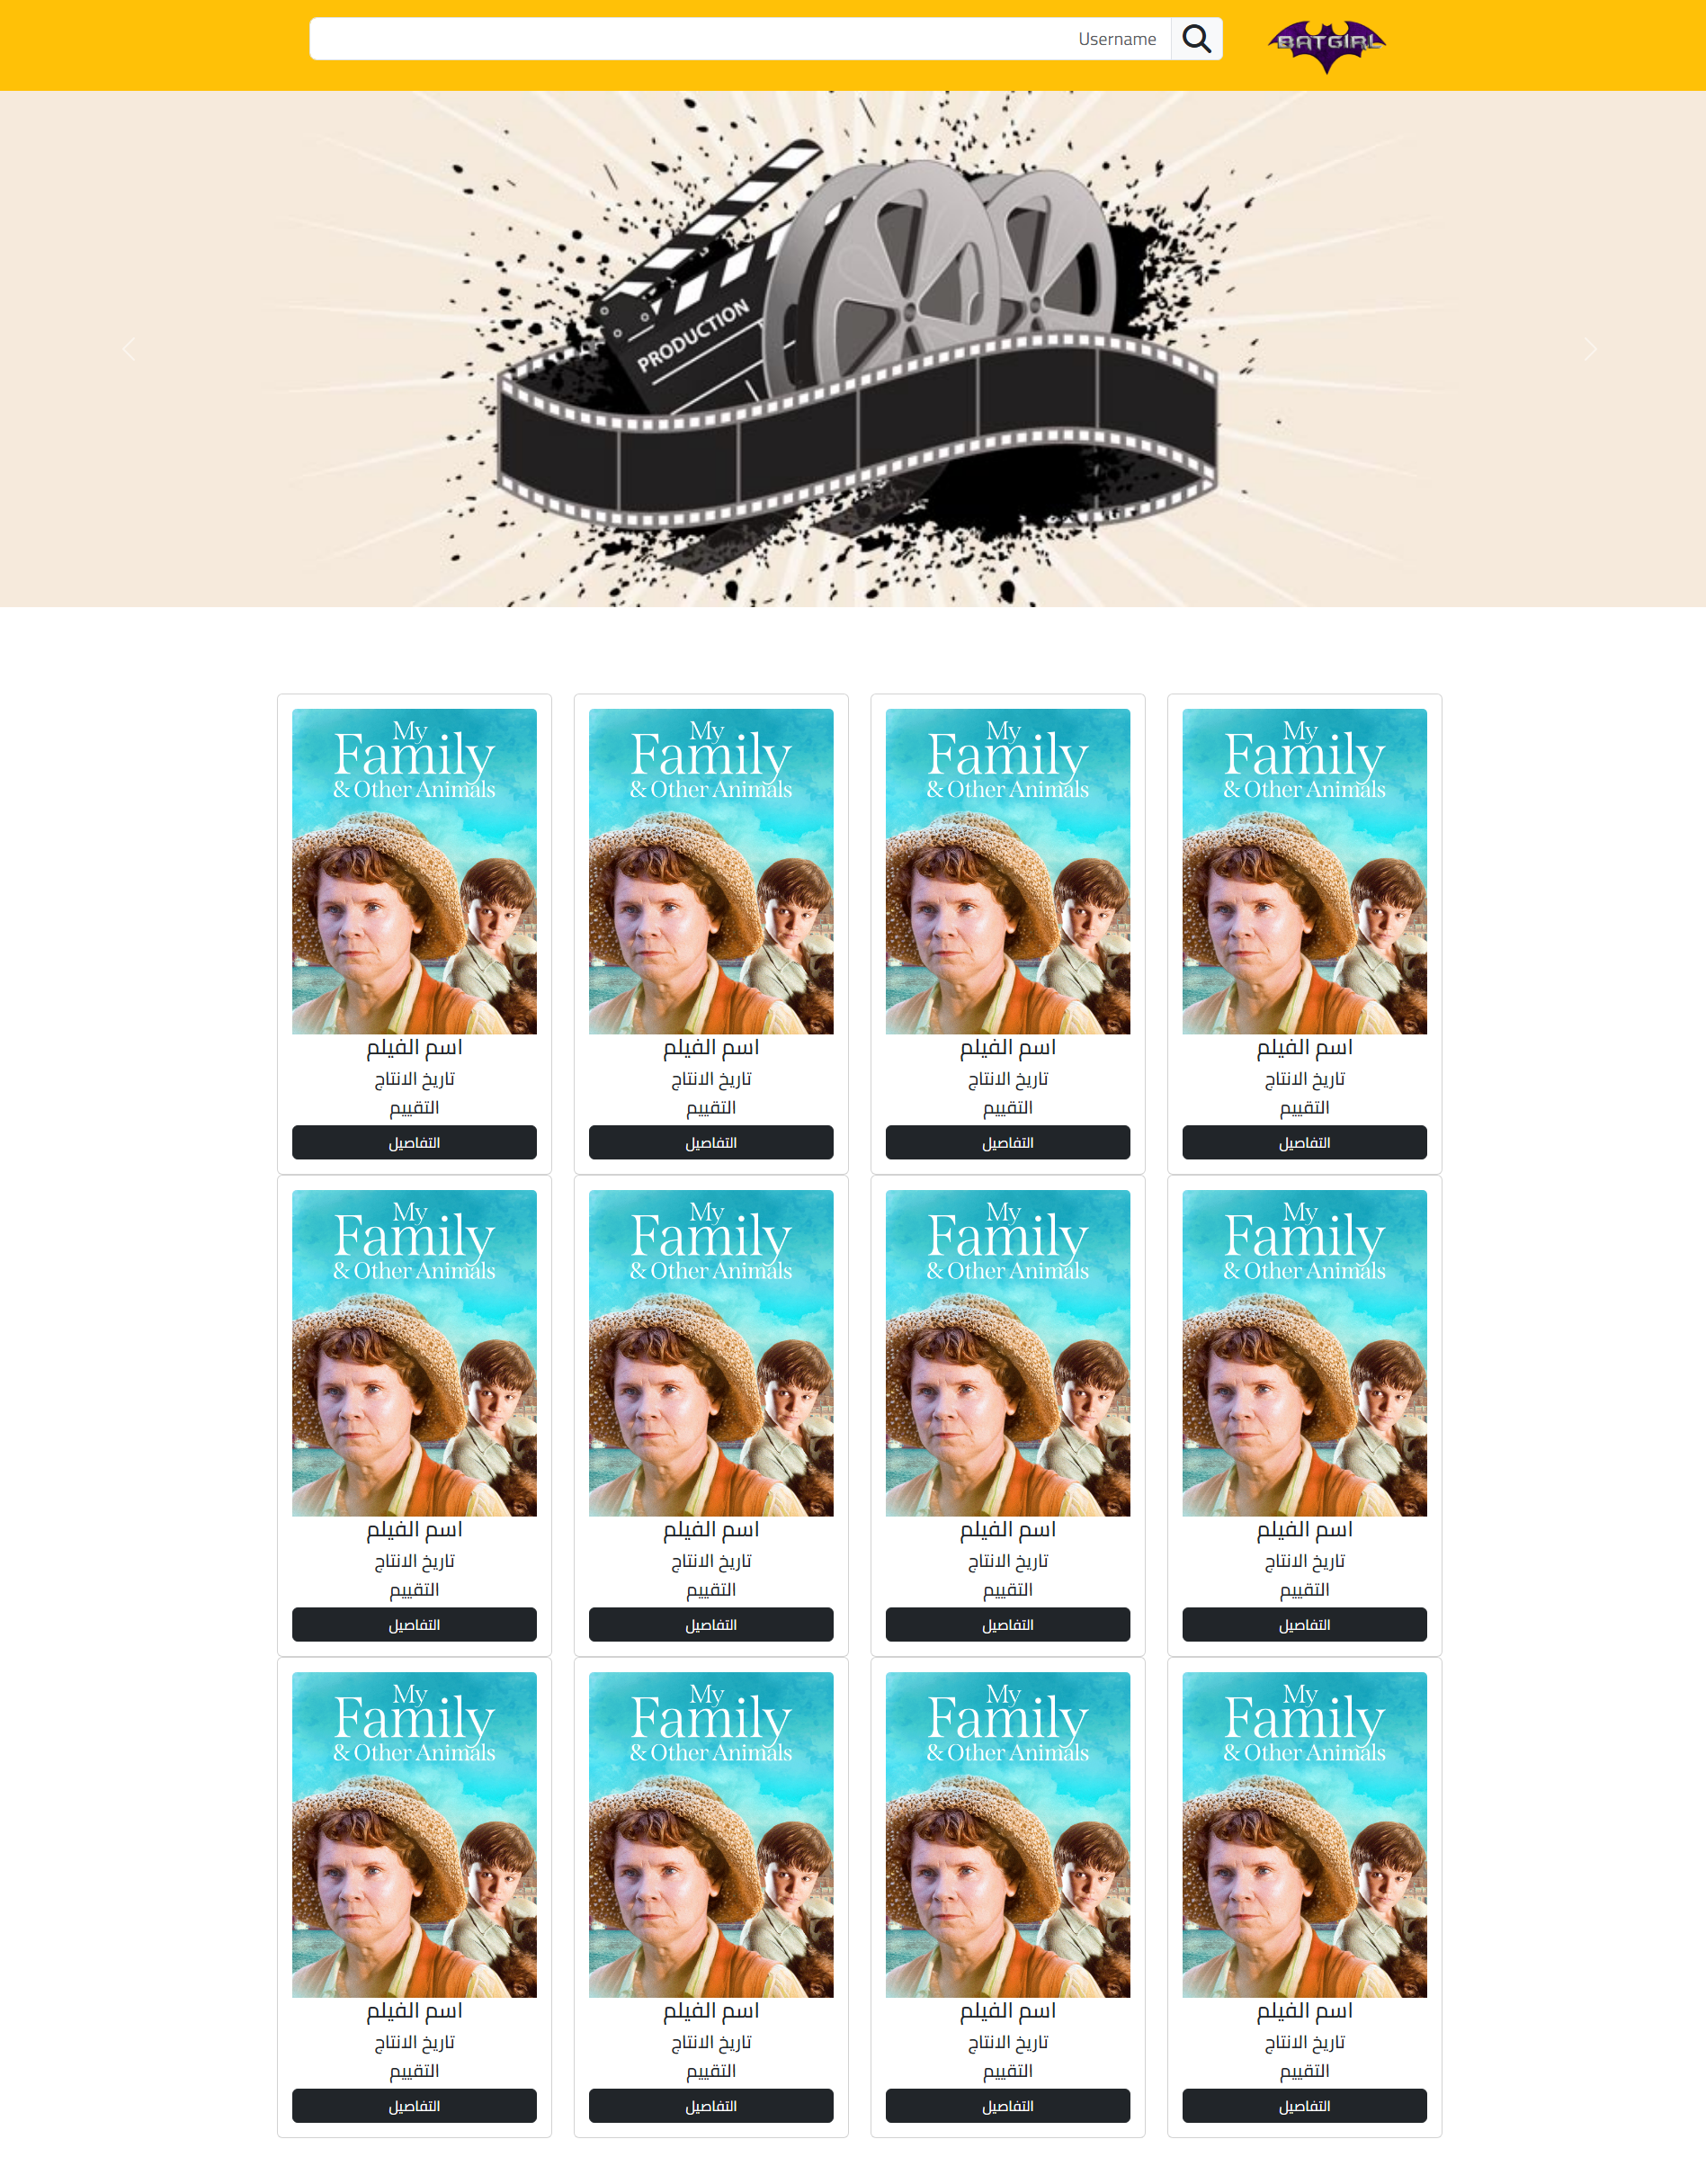 BATGIRL
Username
PRODUCTION
My
Family
& Other Animals
اسم الفيلم
تاريخ الانتاج
التقييم
التفاصيل
My
Family
& Other Animals
اسم الفيلم
تاريخ الانتاج
التقييم
التفاصيل
My
Family
& Other Animals
اسم الفيلم
تاريخ الانتاج
التقييم
التفاصيل
My
Family
& Other Animals
اسم الفيلم
تاريخ الانتاج
التقييم
التفاصيل
My
Family
& Other Animals
اسم الفيلم
تاريخ الانتاج
التقييم
التفاصيل
My
Family
& Other Animals
اسم الفيلم
تاريخ الانتاج
التقييم
التفاصيل
My
Family
& Other Animals
اسم الفيلم
تاريخ الانتاج
التقييم
التفاصيل
My
Family
& Other Animals
اسم الفيلم
تاريخ الانتاج
التقييم
التفاصيل
My
Family
& Other Animals
اسم الفيلم
تاريخ الانتاج
التقييم
التفاصيل
My
Family
& Other Animals
اسم الفيلم
تاريخ الانتاج
التقييم
التفاصيل
My
Family
& Other Animals
اسم الفيلم
تاريخ الانتاج
التقييم
التفاصيل
My
Family
& Other Animals
اسم الفيلم
تاريخ الانتاج
التقييم
التفاصيل